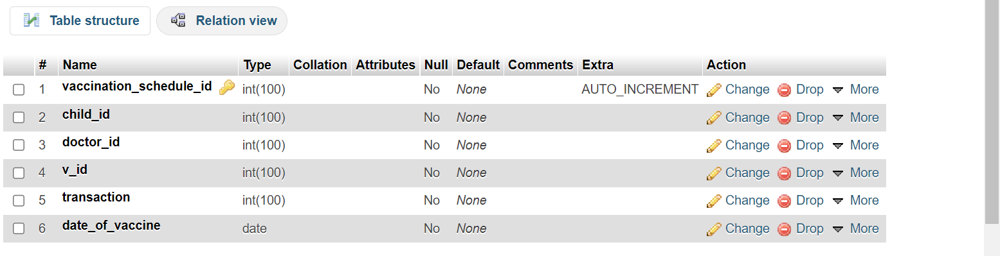 Table structure Relation view
# Name Type Collation Attributes Null Default Comments Extra Action
1 vaccination_schedule_id int(100) No None AUTO_INCREMENT Change Drop More
2 child_id int(100) No None Change Drop More
3 doctor_id int(100) No None Change Drop More
4 v_id int(100) No None Change Drop More
5 transaction int(100) No None Change Drop More
6 date_of_vaccine date No None Change Drop More